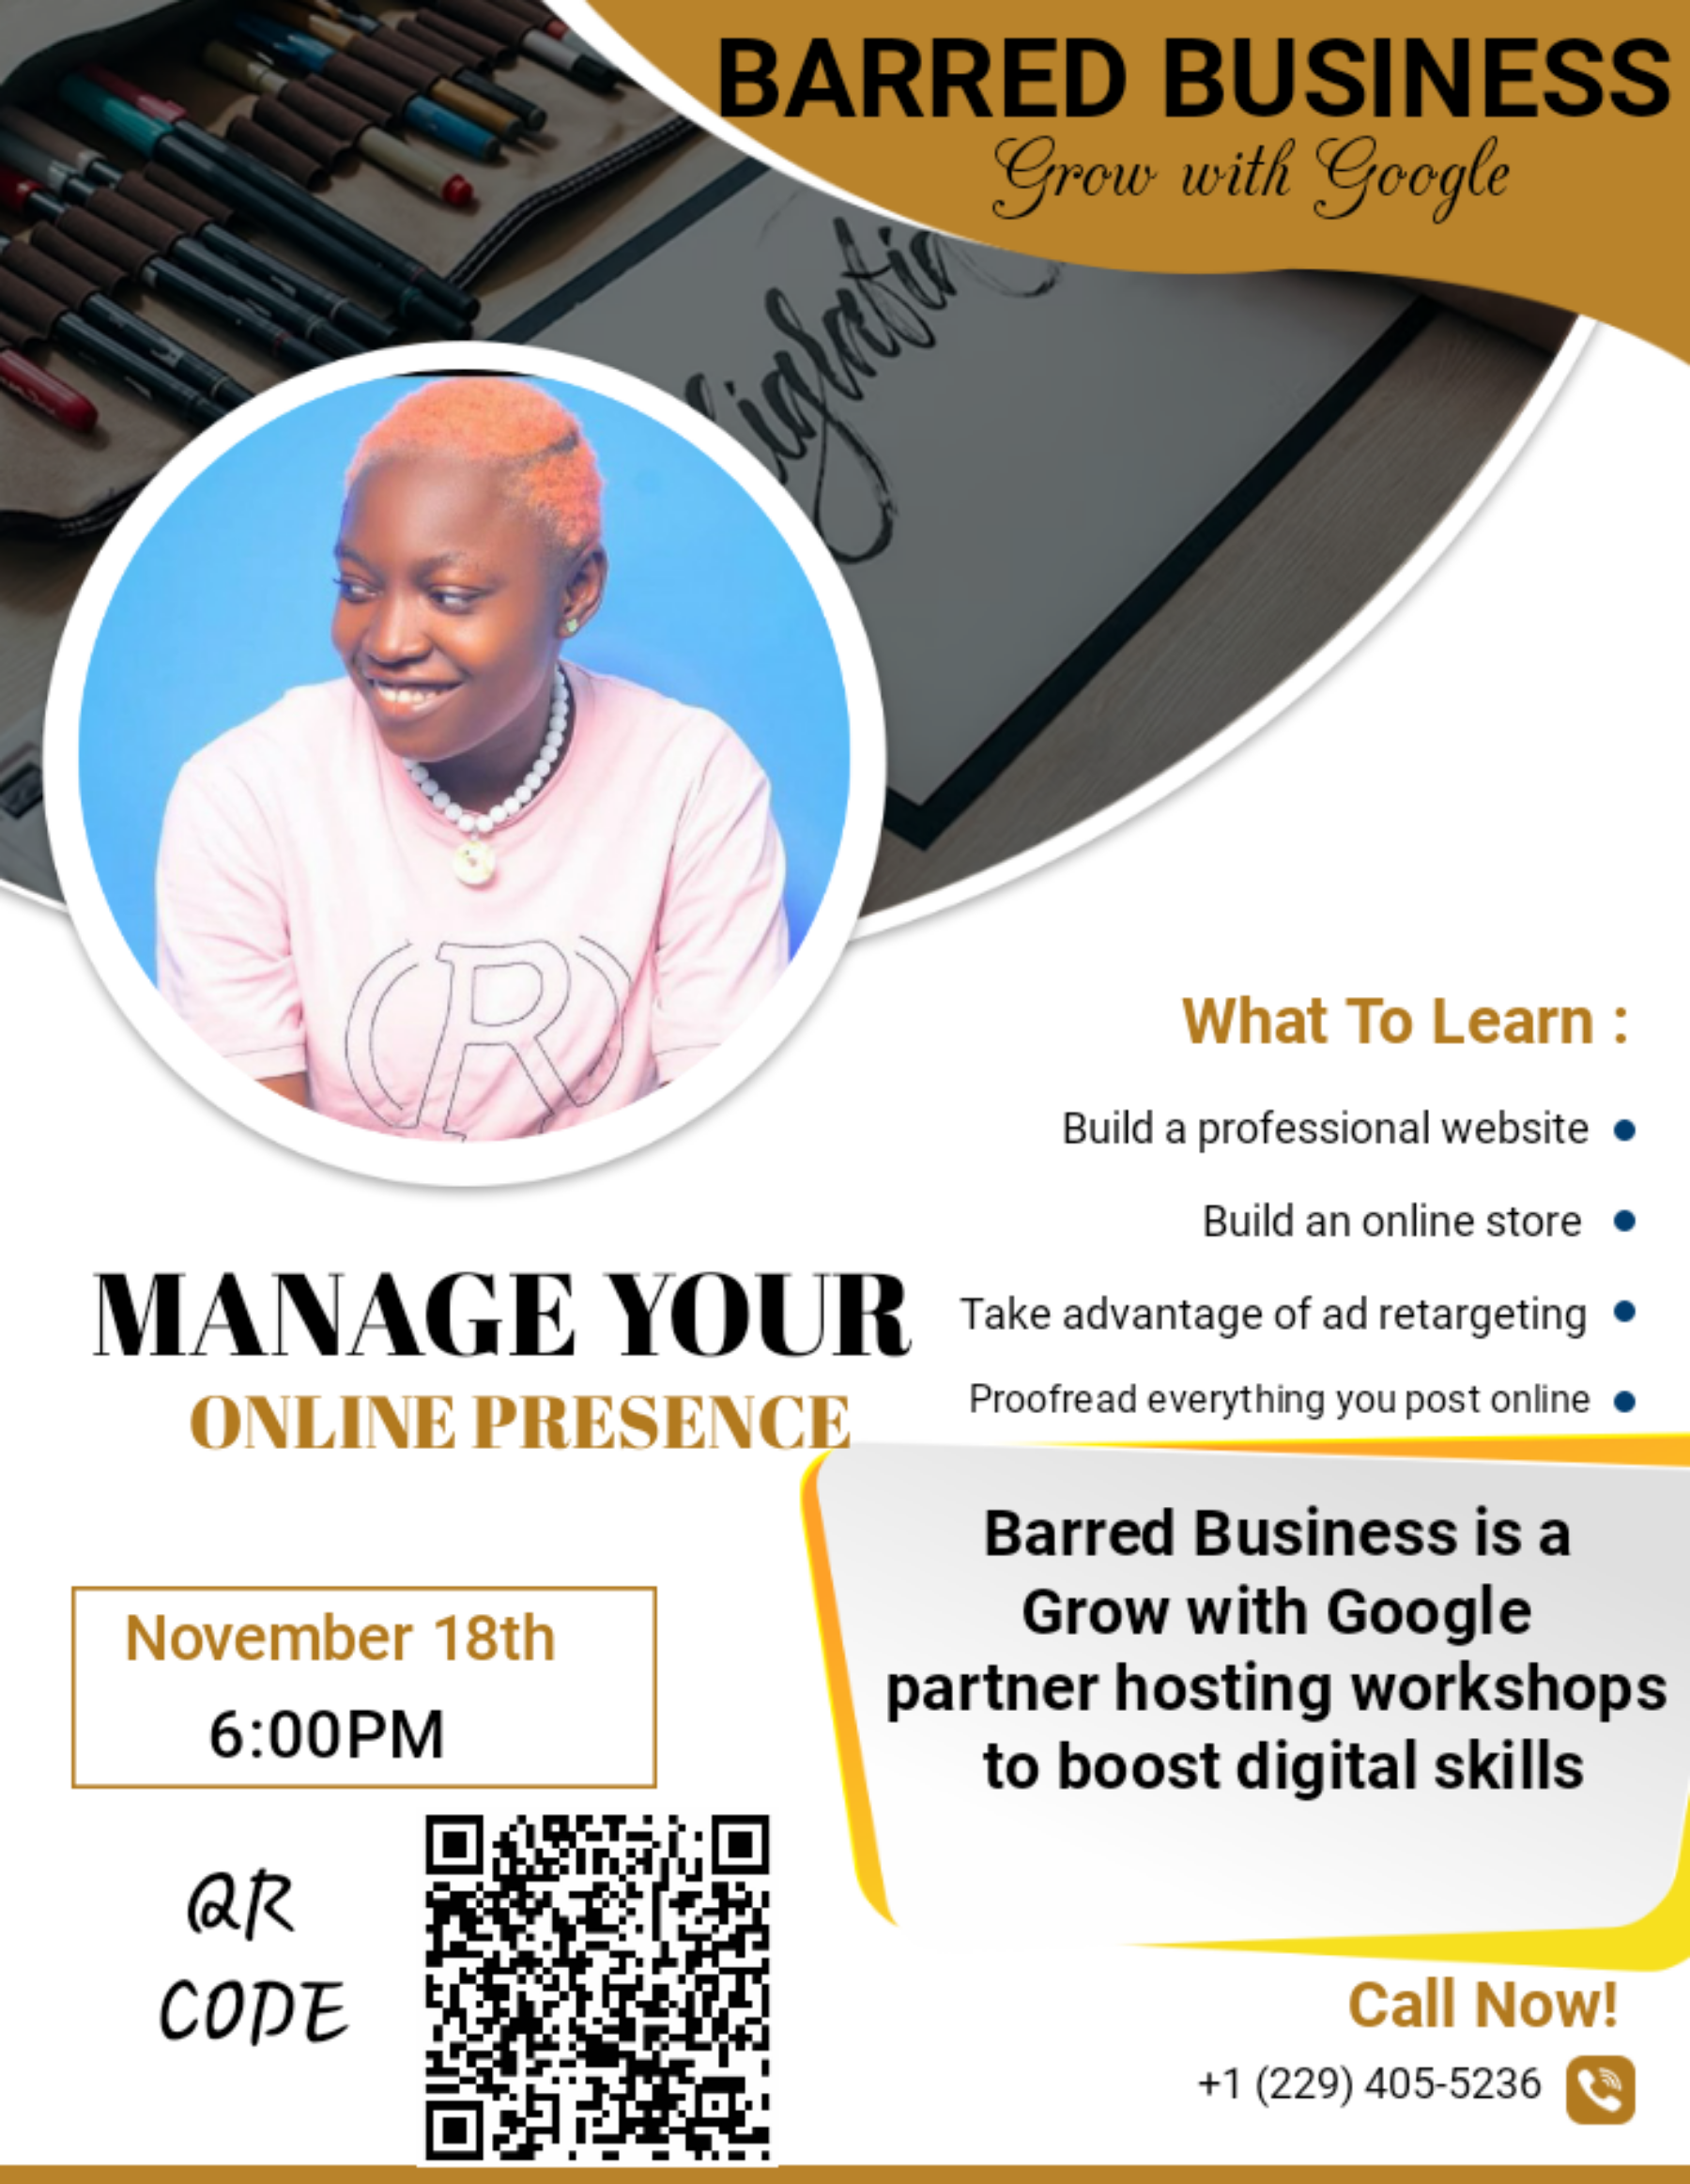 BARRED BUSINESS
Grow with Google
What To Learn :
Build a professional website
Build an online store
Take advantage of ad retargeting
Proofread everything you post online
MANAGE YOUR
ONLINE PRESENCE
Barred Business is a
Grow with Google
partner hosting workshops
to boost digital skills
November 18th
6:00PM
QR
CODE
Call Now!
+1 (229) 405-5236
R